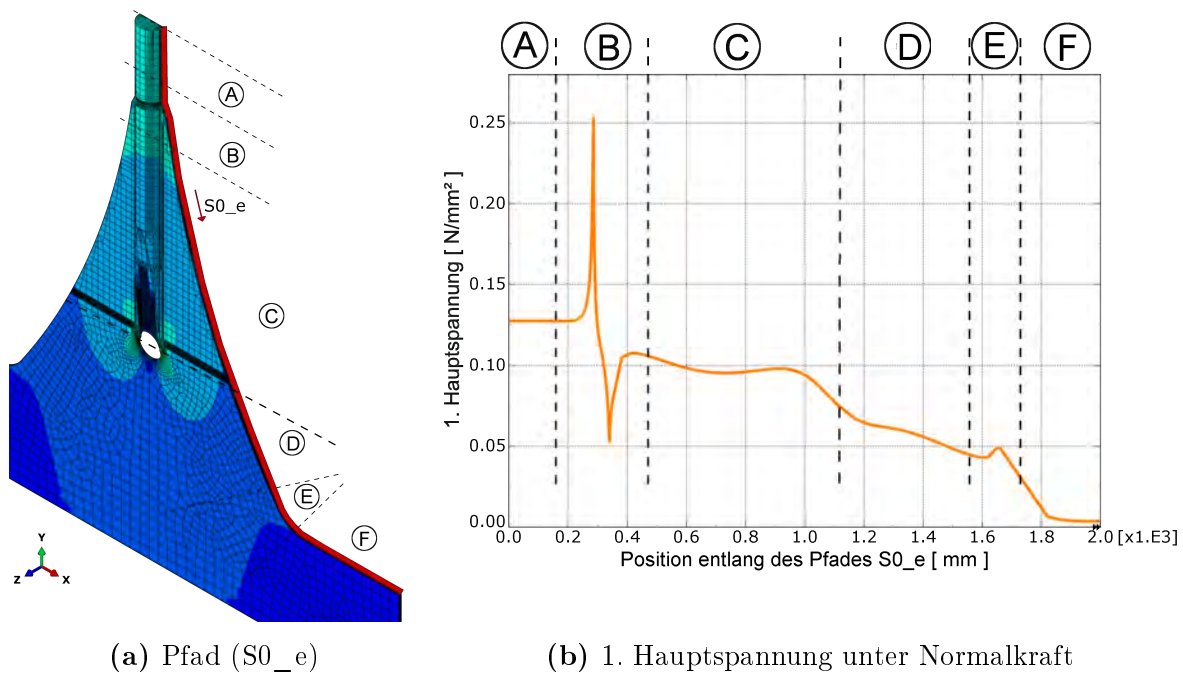 A
B
S0_e
C
D
E
F
Y
Z
X
A B C D E F
1. Hauptspannung [ N/mm² ]
0.25
0.20
0.15
0.10
0.05
0.00
0.0 0.2 0.4 0.6 0.8 1.0 1.2 1.4 1.6 1.8 2.0 [x1.E3]
Position entlang des Pfades S0_e [ mm ]
(a) Pfad (S0_e)
(b) 1. Hauptspannung unter Normalkraft